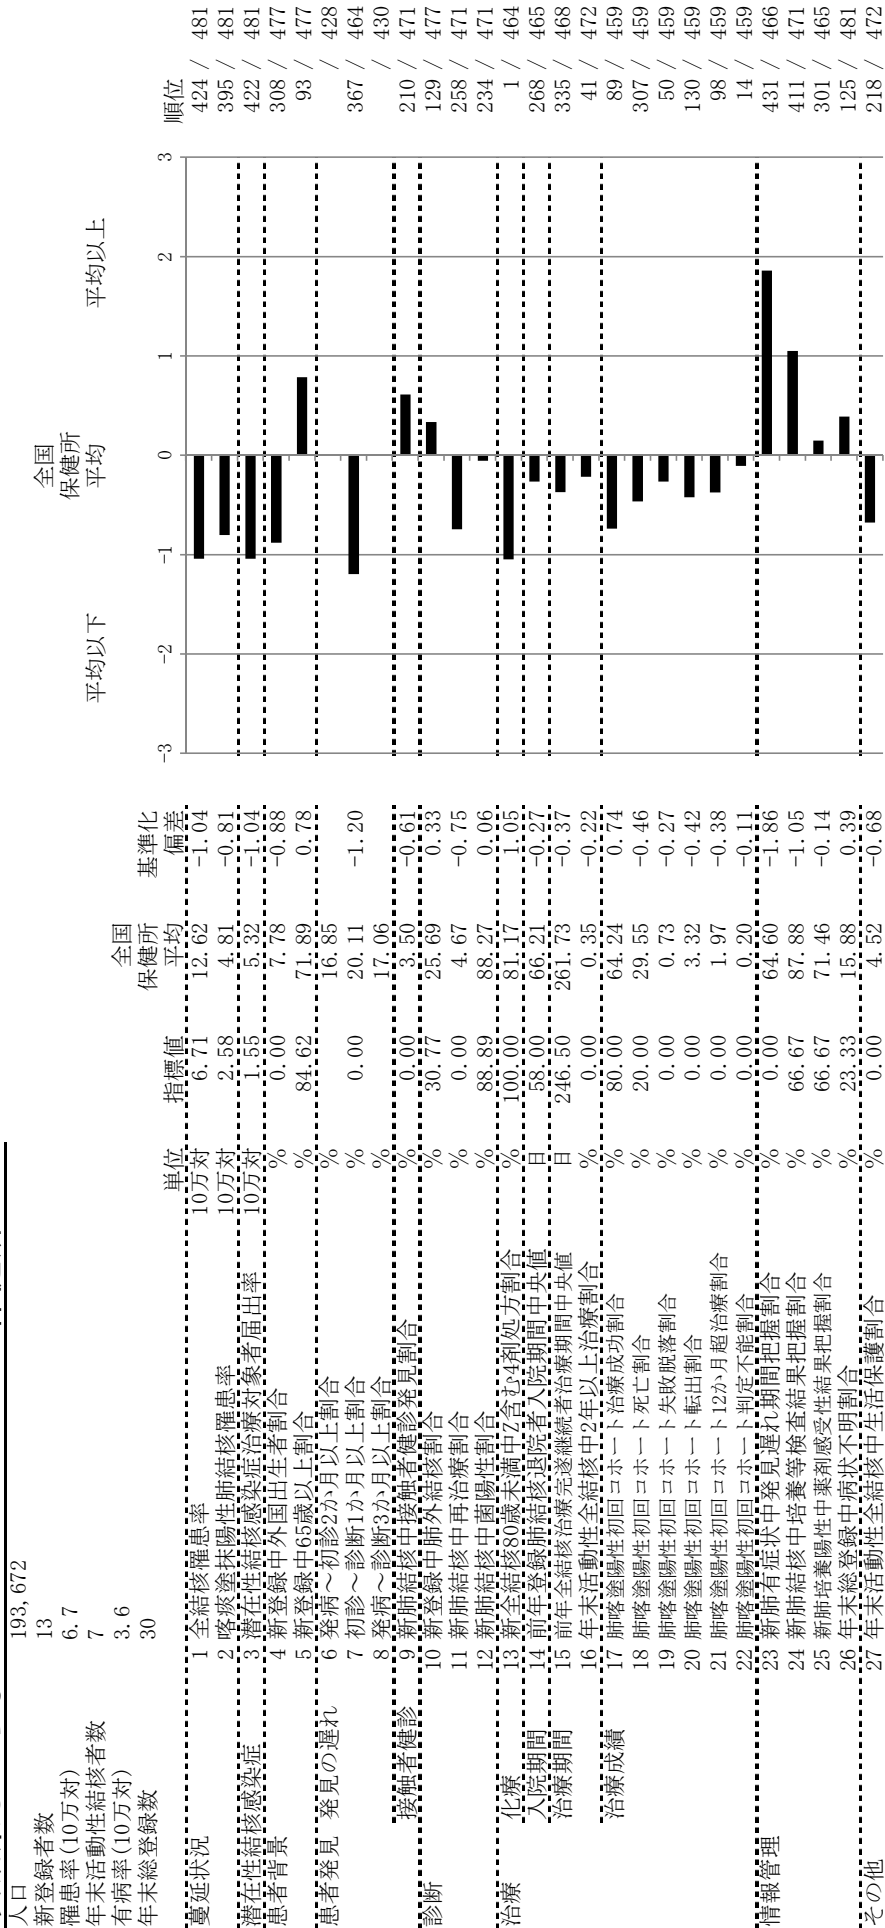 人口 193,672
新登録者数 13
罹患率(10万対) 6.7
年末活動性結核者数 7
有病率(10万対) 3.6
年末総登録数 30
単位 指標値 全国保健所平均 基準化偏差 平均以下 全国保健所平均 平均以上 順位
-3 -2 -1 0 1 2 3
蔓延状況 1 全結核罹患率 10万対 6.71 12.62 -1.04 424 / 481
2 喀痰塗抹陽性肺結核罹患率 10万対 2.58 4.81 -0.81 395 / 481
潜在性結核感染症 3 潜在性結核感染症治療対象者届出率 10万対 1.55 5.32 -1.04 422 / 481
患者背景 4 新登録中外国出生者割合 % 0.00 7.78 -0.88 308 / 477
5 新登録中65歳以上割合 % 84.62 71.89 0.78 93 / 477
患者発見 発見の遅れ 6 発病~初診2か月以上割合 % 16.85 / 428
7 初診~診断1か月以上割合 % 0.00 20.11 -1.20 367 / 464
8 発病~診断3か月以上割合 % 17.06 / 430
接触者健診 9 新肺結核中接触者健診発見割合 % 0.00 3.50 -0.61 210 / 471
診断 10 新登録中肺外結核割合 % 30.77 25.69 0.33 129 / 477
11 新肺結核中再治療割合 % 0.00 4.67 -0.75 258 / 471
12 新肺結核中菌陽性割合 % 88.89 88.27 0.06 234 / 471
治療 化療 13 新全結核80歳未満中Z含む4剤処方割合 % 100.00 81.17 1.05 1 / 464
入院期間 14 前年登録肺結核退院者入院期間中央値 日 58.00 66.21 -0.27 268 / 465
治療期間 15 前年全結核治療完遂継続者治療期間中央値 日 246.50 261.73 -0.37 335 / 468
16 年末活動性全結核中2年以上治療割合 % 0.00 0.35 -0.22 41 / 472
治療成績 17 肺喀塗陽性初回コホート治療成功割合 % 80.00 64.24 0.74 89 / 459
18 肺喀塗陽性初回コホート死亡割合 % 20.00 29.55 -0.46 307 / 459
19 肺喀塗陽性初回コホート失敗脱落割合 % 0.00 0.73 -0.27 50 / 459
20 肺喀塗陽性初回コホート転出割合 % 0.00 3.32 -0.42 130 / 459
21 肺喀塗陽性初回コホート12か月超治療割合 % 0.00 1.97 -0.38 98 / 459
22 肺喀塗陽性初回コホート判定不能割合 % 0.00 0.20 -0.11 14 / 459
情報管理 23 新肺有症状中発見遅れ期間把握割合 % 0.00 64.60 -1.86 431 / 466
24 新肺結核中培養等検査結果把握割合 % 66.67 87.88 -1.05 411 / 471
25 新肺培養陽性中薬剤感受性結果把握割合 % 66.67 71.46 -0.14 301 / 465
26 年末総登録中病状不明割合 % 23.33 15.88 0.39 125 / 481
その他 27 年末活動性全結核中生活保護割合 % 0.00 4.52 -0.68 218 / 472